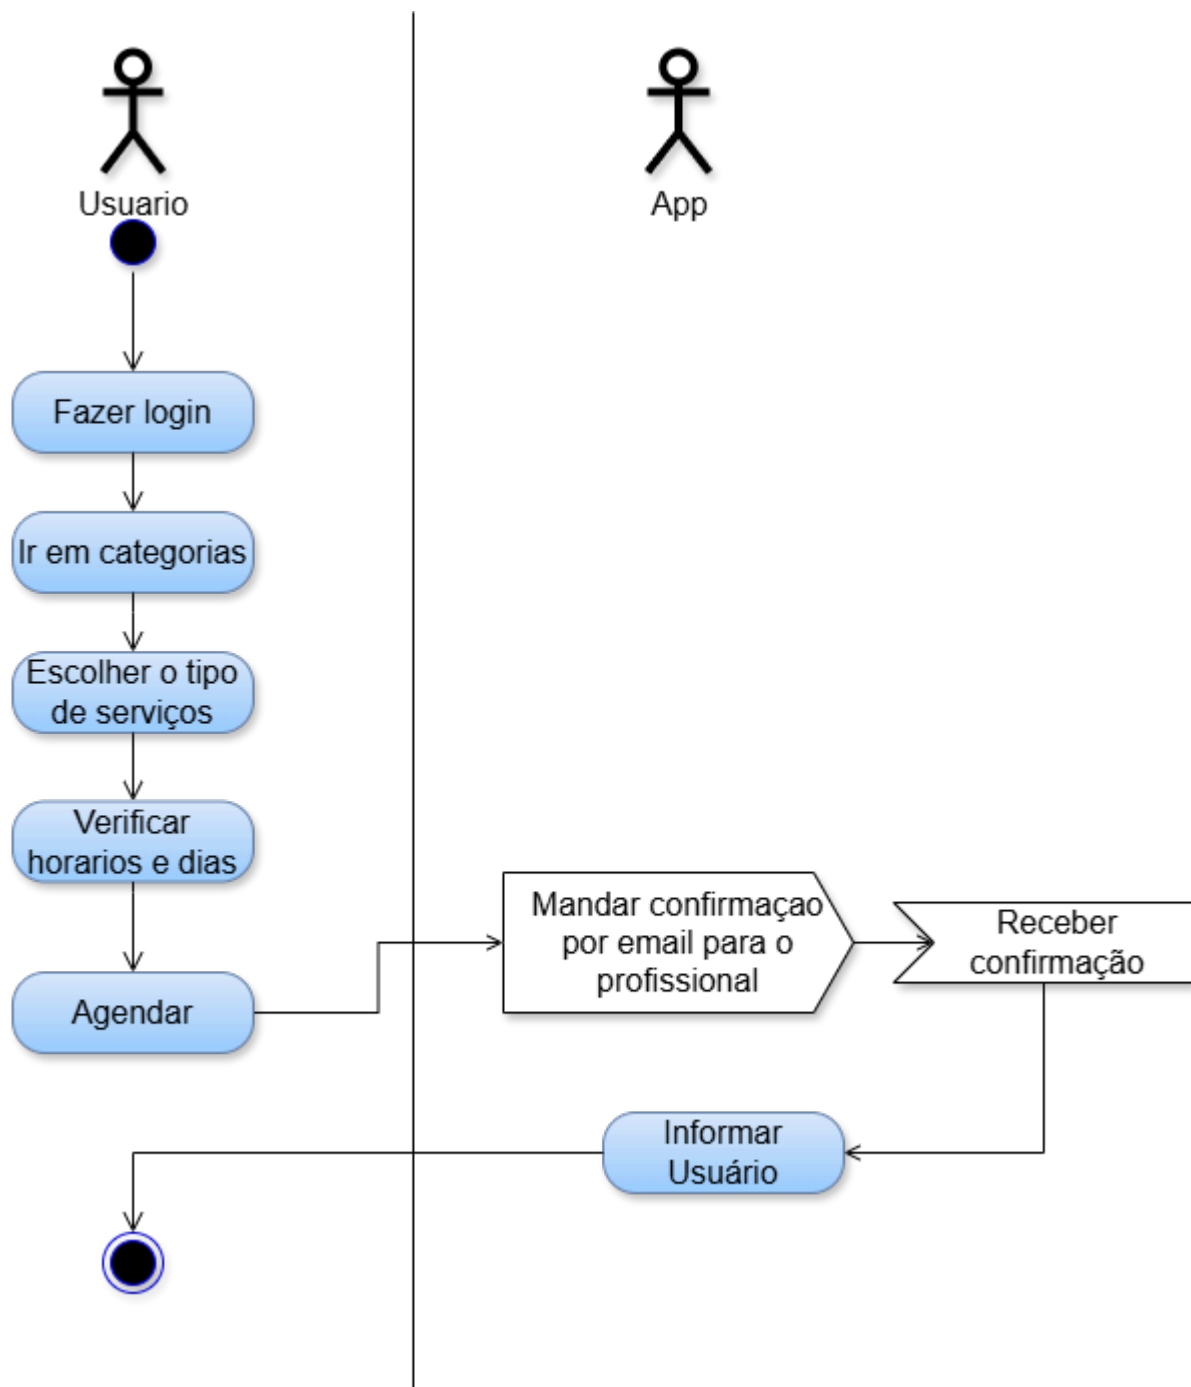 Usuario
App
Fazer login
Ir em categorias
Escolher o tipo
de serviços
Verificar
horarios e dias
Agendar
Mandar confirmaçao
por email para o
profissional
Receber
confirmação
Informar
Usuário